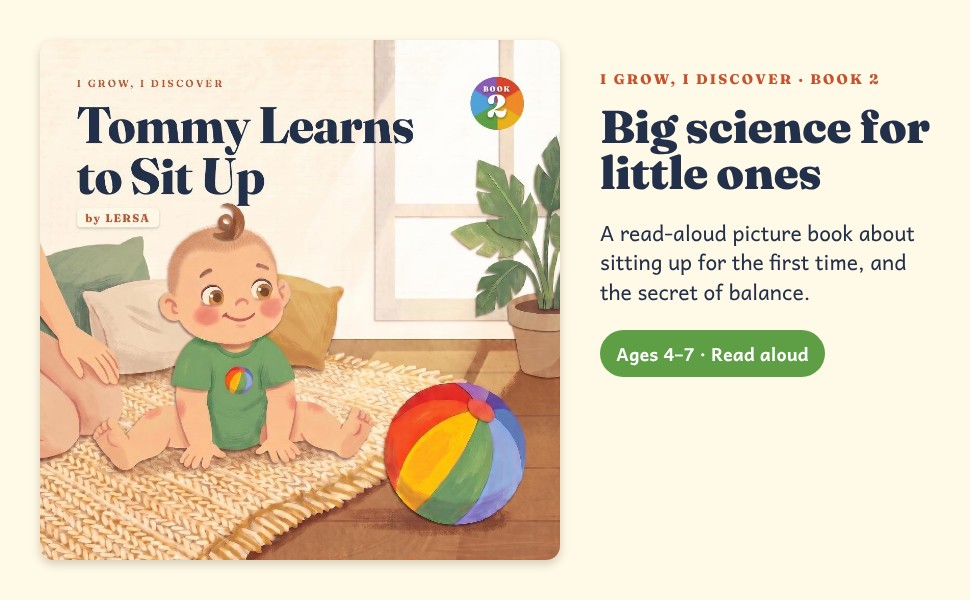 I GROW, I DISCOVER
BOOK
2
Tommy Learns
to Sit Up
by LERSA
I GROW, I DISCOVER · BOOK 2
Big science for
little ones
A read-aloud picture book about
sitting up for the first time, and
the secret of balance.
Ages 4–7 · Read aloud